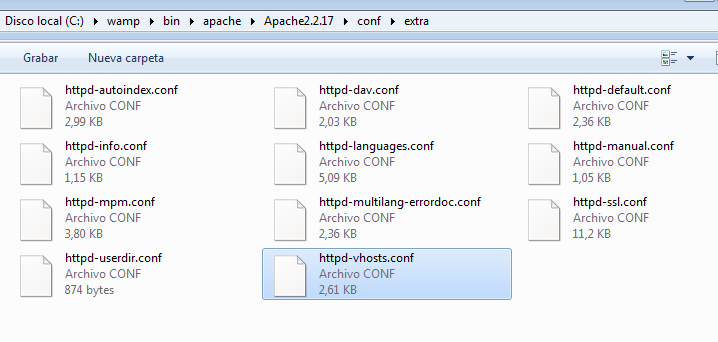 Disco local (C:) ▸ wamp ▸ bin ▸ apache ▸ Apache2.2.17 ▸ conf ▸ extra
Grabar Nueva carpeta
httpd-autoindex.conf
Archivo CONF
2,99 KB
httpd-dav.conf
Archivo CONF
2,03 KB
httpd-default.conf
Archivo CONF
2,36 KB
httpd-info.conf
Archivo CONF
1,15 KB
httpd-languages.conf
Archivo CONF
5,09 KB
httpd-manual.conf
Archivo CONF
1,05 KB
httpd-mpm.conf
Archivo CONF
3,80 KB
httpd-multilang-errordoc.conf
Archivo CONF
2,36 KB
httpd-ssl.conf
Archivo CONF
11,2 KB
httpd-userdir.conf
Archivo CONF
874 bytes
httpd-vhosts.conf
Archivo CONF
2,61 KB